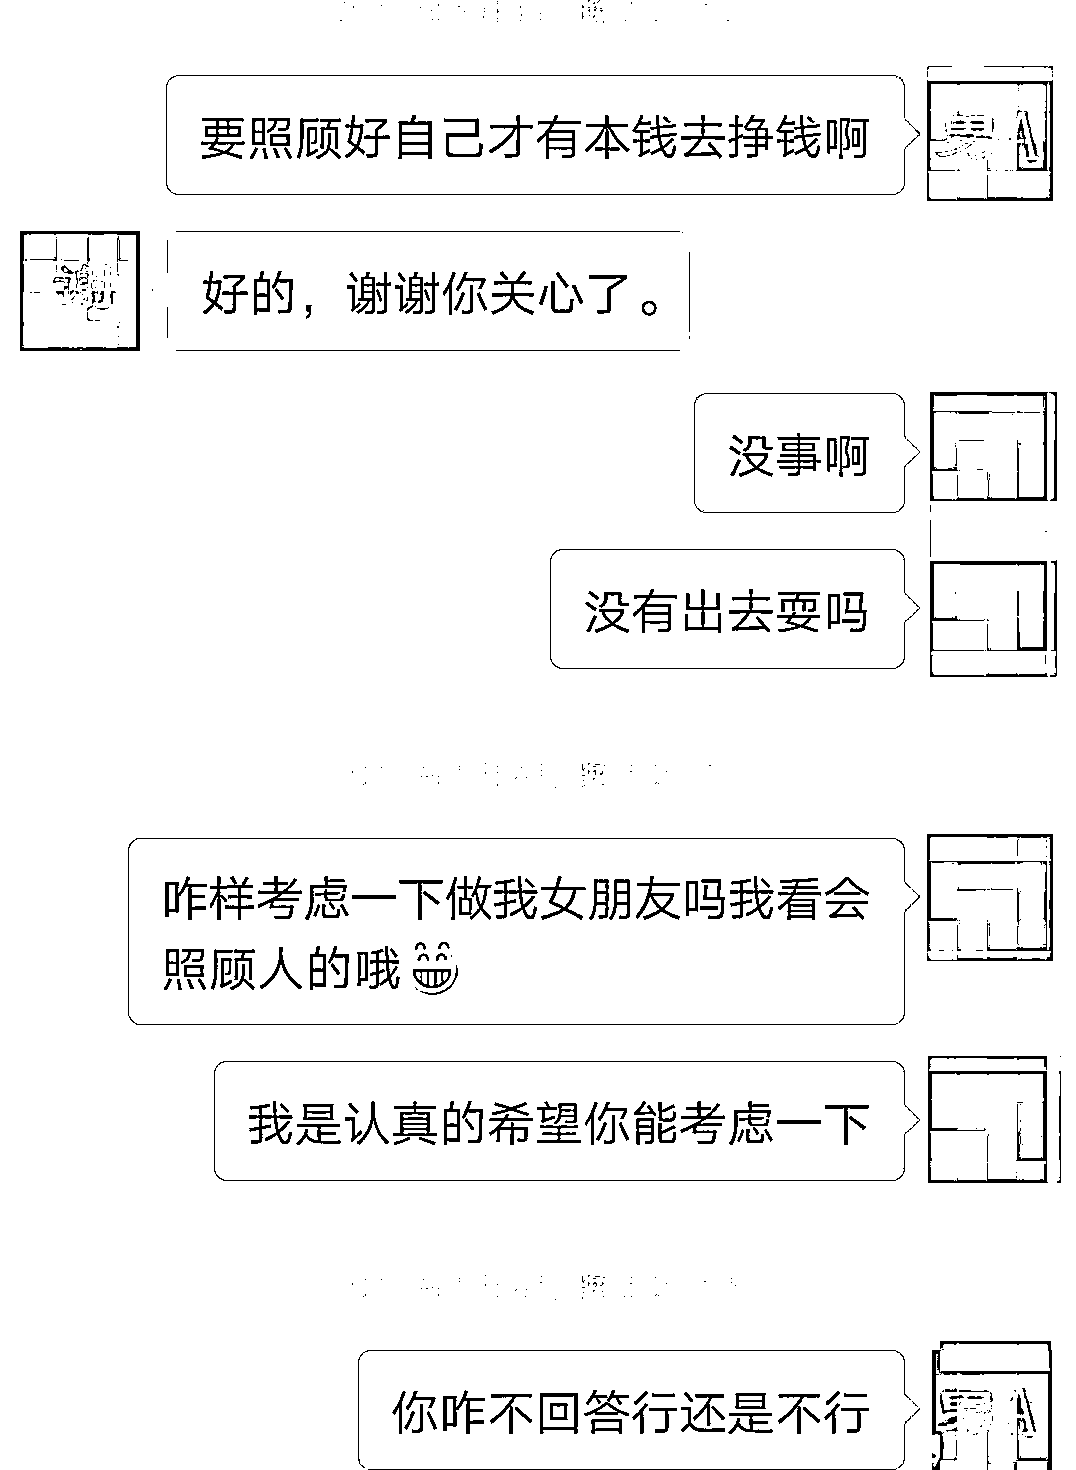 要照顾好自己才有本钱去挣钱啊
好的，谢谢你关心了。
没事啊
没有出去耍吗
咋样考虑一下做我女朋友吗我看会
照顾人的哦😁
我是认真的希望你能考虑一下
你咋不回答行还是不行